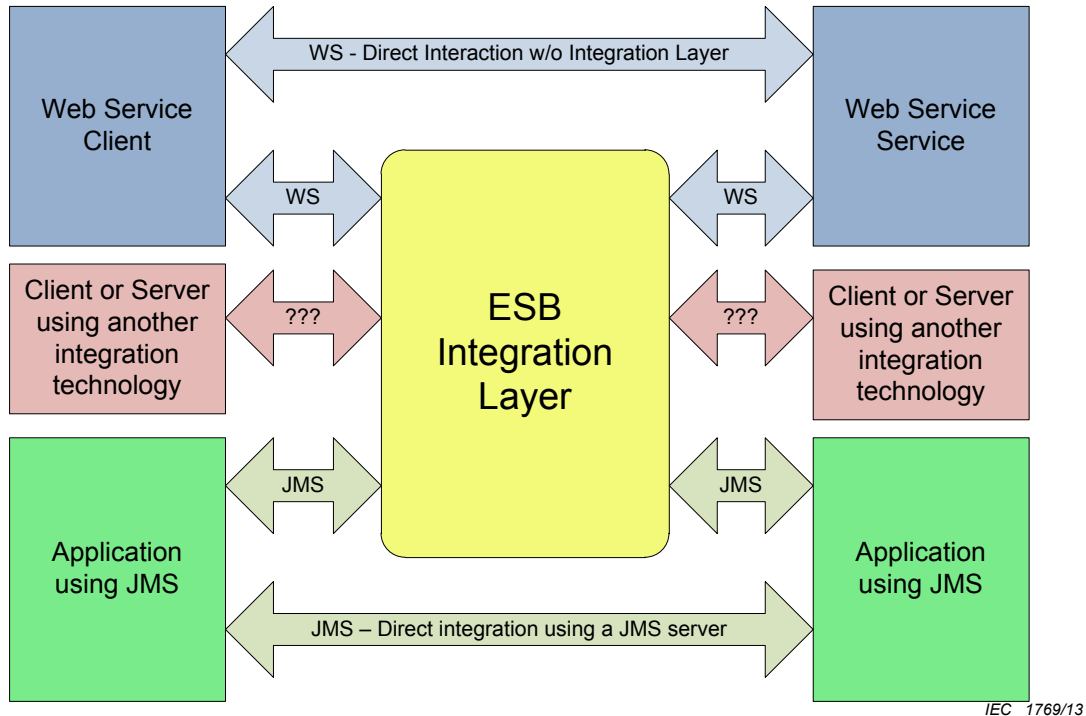 WS - Direct Interaction w/o Integration Layer
Web Service
Client
Web Service
Service
WS
WS
Client or Server
using another
integration
technology
???
ESB
Integration
Layer
???
Client or Server
using another
integration
technology
JMS
JMS
Application
using JMS
Application
using JMS
JMS – Direct integration using a JMS server
IEC 1769/13